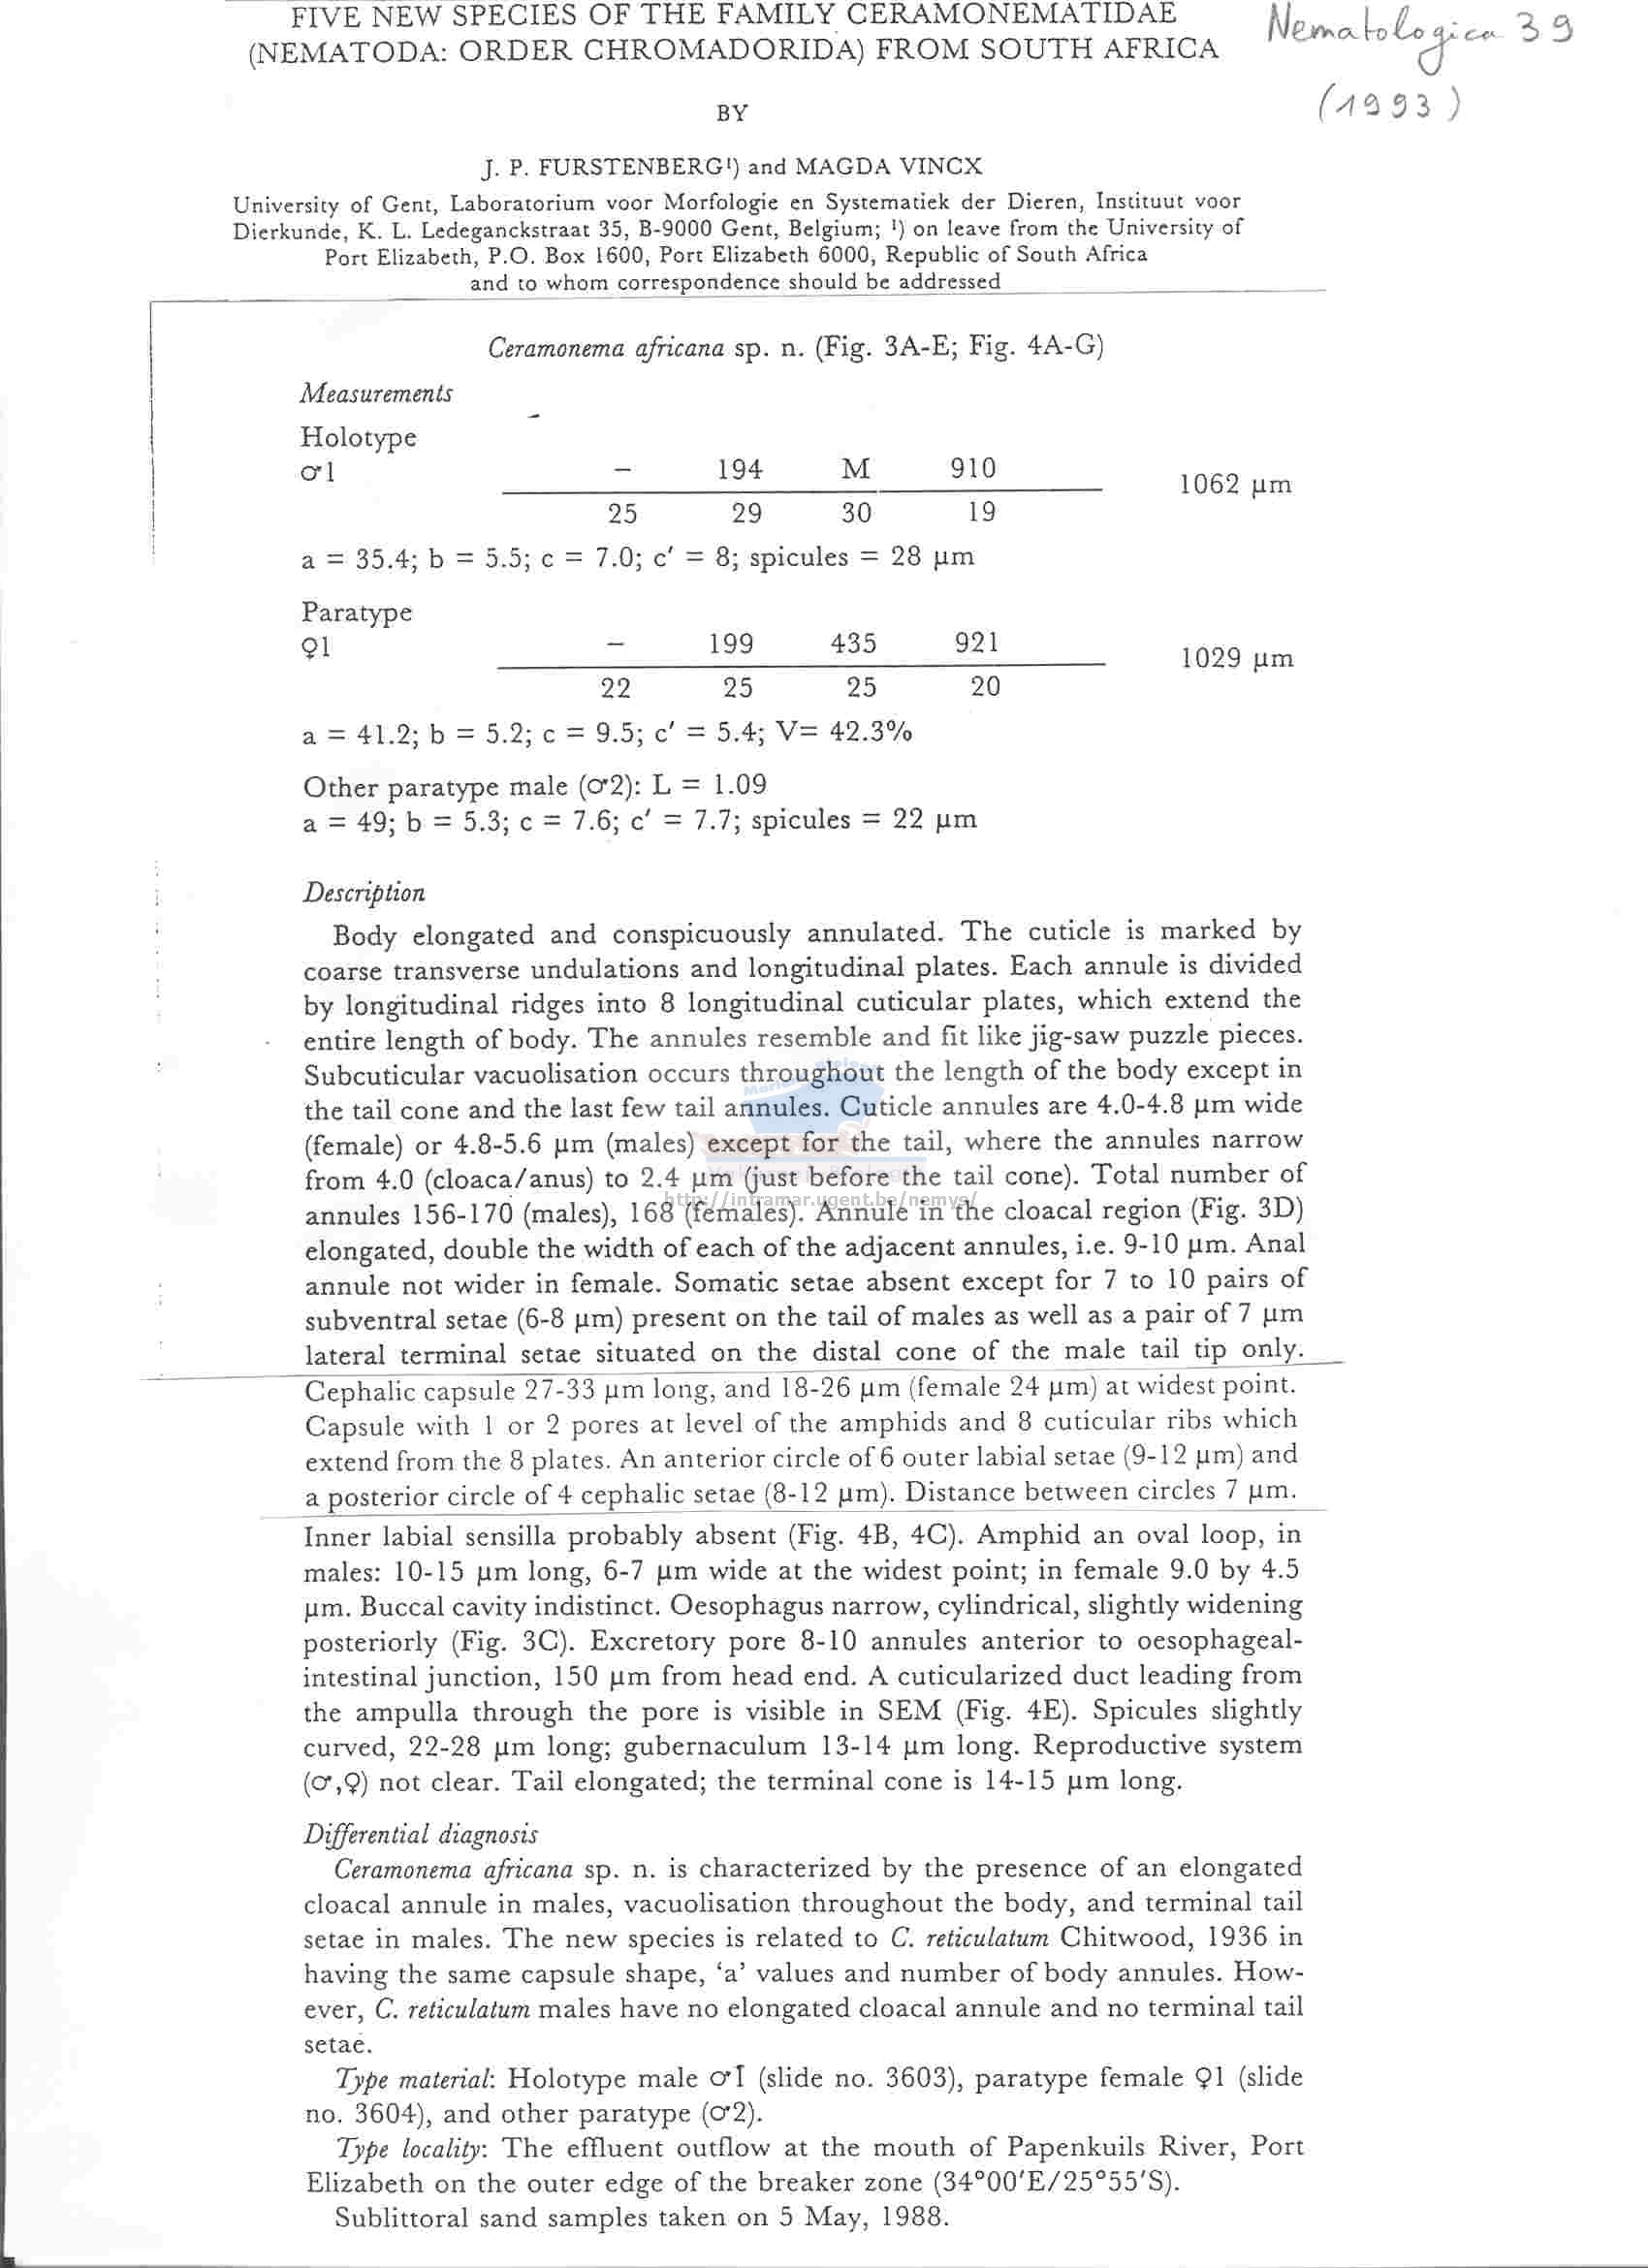 FIVE NEW SPECIES OF THE FAMILY CERAMONEMATIDAE
(NEMATODA: ORDER CHROMADORIDA) FROM SOUTH AFRICA
Nematologica 39
(1993)
BY
J. P. FURSTENBERG¹) and MAGDA VINCX
University of Gent, Laboratorium voor Morfologie en Systematiek der Dieren, Instituut voor
Dierkunde, K. L. Ledeganckstraat 35, B-9000 Gent, Belgium; ¹) on leave from the University of
Port Elizabeth, P.O. Box 1600, Port Elizabeth 6000, Republic of South Africa
and to whom correspondence should be addressed
Ceramonema africana sp. n. (Fig. 3A-E; Fig. 4A-G)
Measurements
Holotype
♂1 – 194 M 910 1062 µm
25 29 30 19
a = 35.4; b = 5.5; c = 7.0; c′ = 8; spicules = 28 µm
Paratype
♀1 – 199 435 921 1029 µm
22 25 25 20
a = 41.2; b = 5.2; c = 9.5; c′ = 5.4; V= 42.3%
Other paratype male (♂2): L = 1.09
a = 49; b = 5.3; c = 7.6; c′ = 7.7; spicules = 22 µm
Description
Body elongated and conspicuously annulated. The cuticle is marked by
coarse transverse undulations and longitudinal plates. Each annule is divided
by longitudinal ridges into 8 longitudinal cuticular plates, which extend the
entire length of body. The annules resemble and fit like jig-saw puzzle pieces.
Subcuticular vacuolisation occurs throughout the length of the body except in
the tail cone and the last few tail annules. Cuticle annules are 4.0-4.8 µm wide
(female) or 4.8-5.6 µm (males) except for the tail, where the annules narrow
from 4.0 (cloaca/anus) to 2.4 µm (just before the tail cone). Total number of
http://intramar.ugent.be/nemys/
annules 156-170 (males), 168 (females). Annule in the cloacal region (Fig. 3D)
elongated, double the width of each of the adjacent annules, i.e. 9-10 µm. Anal
annule not wider in female. Somatic setae absent except for 7 to 10 pairs of
subventral setae (6-8 µm) present on the tail of males as well as a pair of 7 µm
lateral terminal setae situated on the distal cone of the male tail tip only.
Cephalic capsule 27-33 µm long, and 18-26 µm (female 24 µm) at widest point.
Capsule with 1 or 2 pores at level of the amphids and 8 cuticular ribs which
extend from the 8 plates. An anterior circle of 6 outer labial setae (9-12 µm) and
a posterior circle of 4 cephalic setae (8-12 µm). Distance between circles 7 µm.
Inner labial sensilla probably absent (Fig. 4B, 4C). Amphid an oval loop, in
males: 10-15 µm long, 6-7 µm wide at the widest point; in female 9.0 by 4.5
µm. Buccal cavity indistinct. Oesophagus narrow, cylindrical, slightly widening
posteriorly (Fig. 3C). Excretory pore 8-10 annules anterior to oesophageal-
intestinal junction, 150 µm from head end. A cuticularized duct leading from
the ampulla through the pore is visible in SEM (Fig. 4E). Spicules slightly
curved, 22-28 µm long; gubernaculum 13-14 µm long. Reproductive system
(♂,♀) not clear. Tail elongated; the terminal cone is 14-15 µm long.
Differential diagnosis
Ceramonema africana sp. n. is characterized by the presence of an elongated
cloacal annule in males, vacuolisation throughout the body, and terminal tail
setae in males. The new species is related to C. reticulatum Chitwood, 1936 in
having the same capsule shape, ‘a’ values and number of body annules. How-
ever, C. reticulatum males have no elongated cloacal annule and no terminal tail
setae.
Type material: Holotype male ♂1 (slide no. 3603), paratype female ♀1 (slide
no. 3604), and other paratype (♂2).
Type locality: The effluent outflow at the mouth of Papenkuils River, Port
Elizabeth on the outer edge of the breaker zone (34°00′E/25°55′S).
Sublittoral sand samples taken on 5 May, 1988.